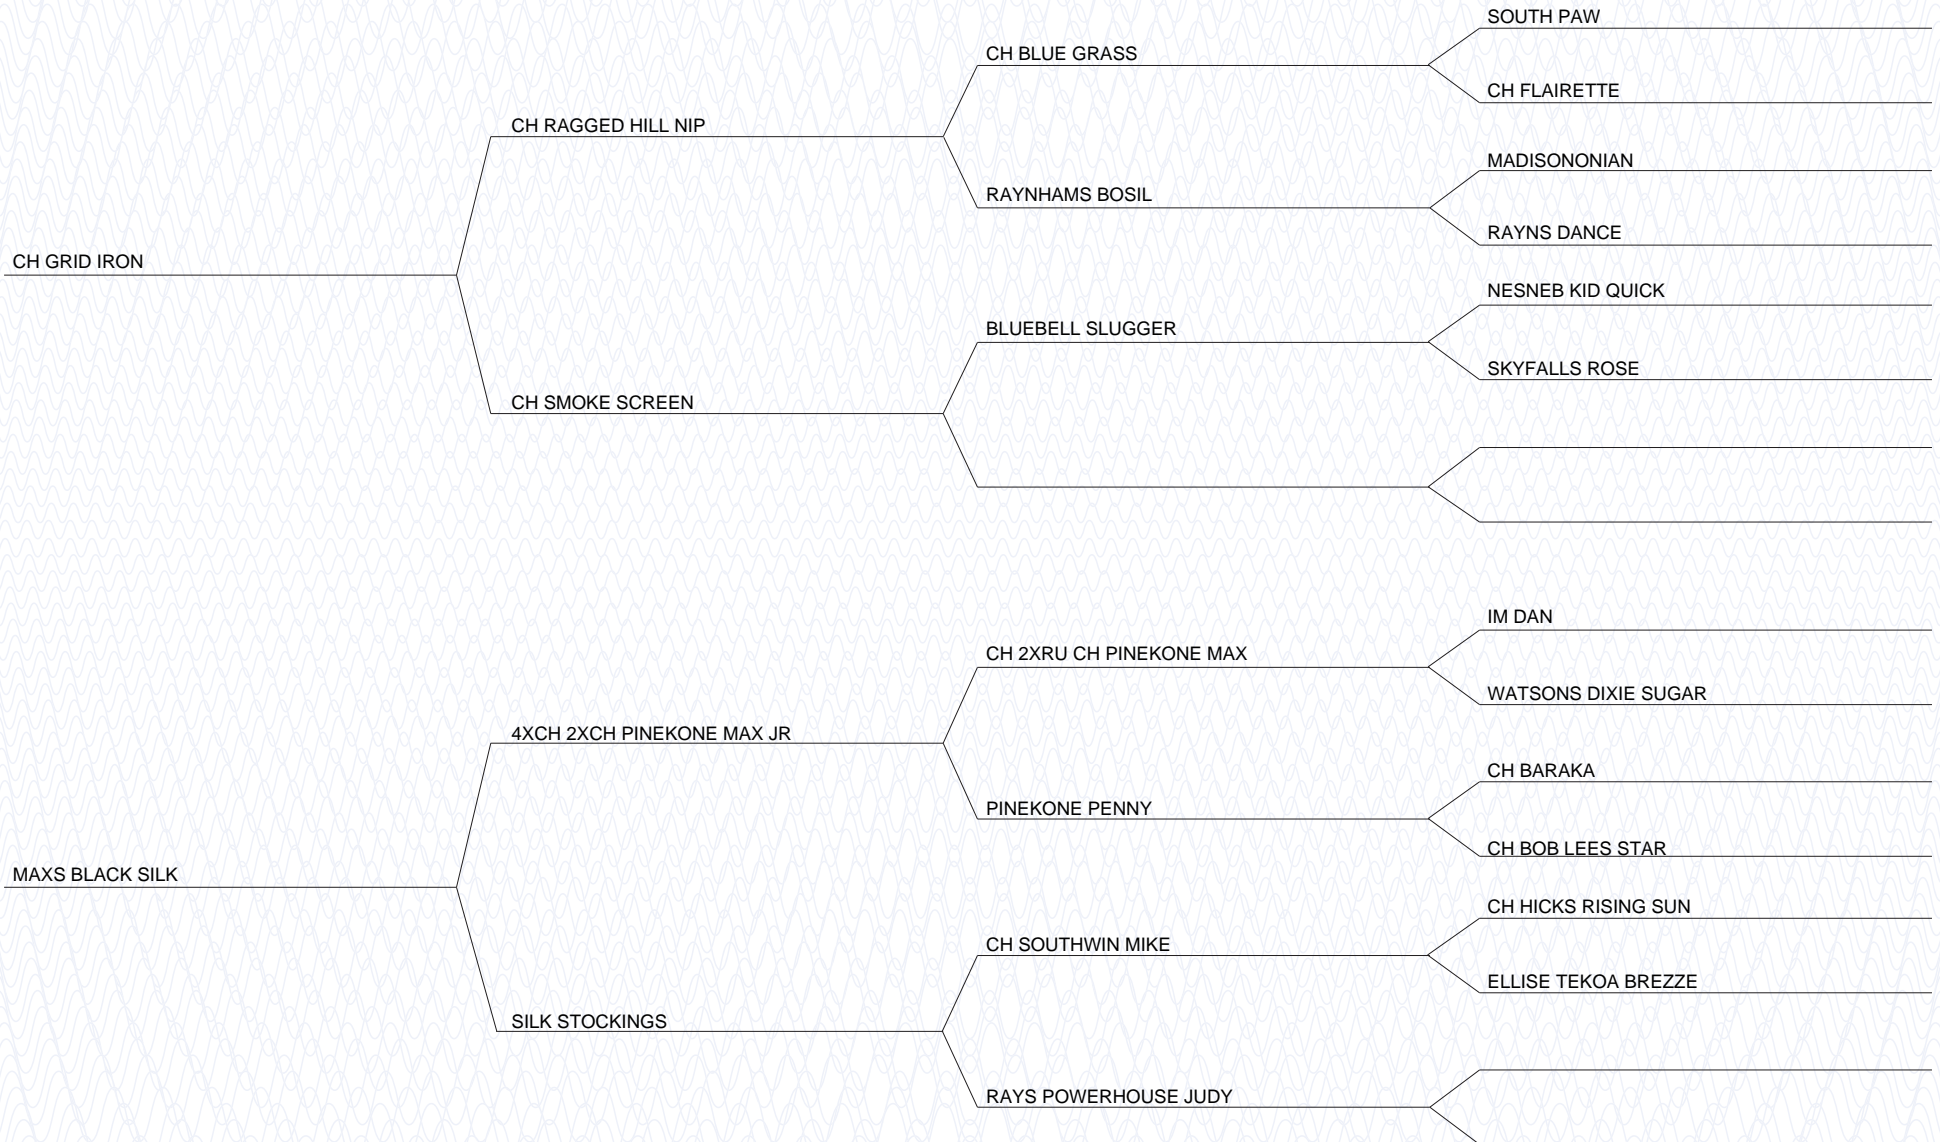 SOUTH PAW
CH BLUE GRASS
CH FLAIRETTE
CH RAGGED HILL NIP
MADISONONIAN
RAYNHAMS BOSIL
RAYNS DANCE
CH GRID IRON
NESNEB KID QUICK
BLUEBELL SLUGGER
SKYFALLS ROSE
CH SMOKE SCREEN
IM DAN
CH 2XRU CH PINEKONE MAX
WATSONS DIXIE SUGAR
4XCH 2XCH PINEKONE MAX JR
CH BARAKA
PINEKONE PENNY
CH BOB LEES STAR
MAXS BLACK SILK
CH HICKS RISING SUN
CH SOUTHWIN MIKE
ELLISE TEKOA BREZZE
SILK STOCKINGS
RAYS POWERHOUSE JUDY